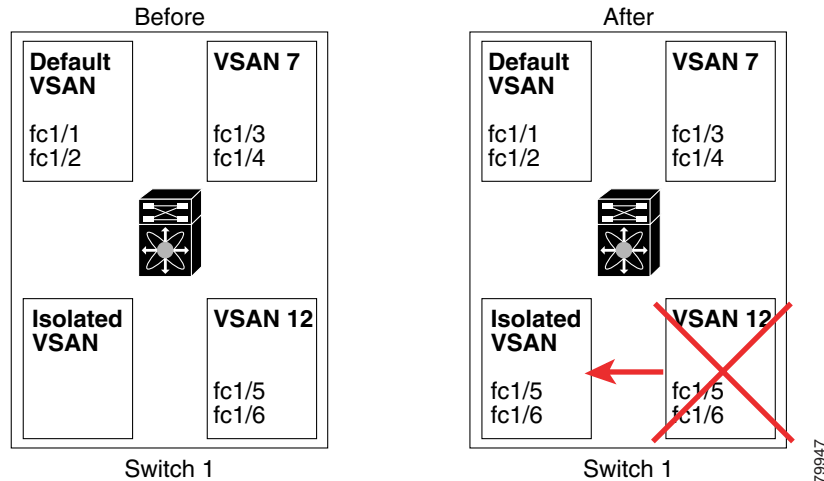 Before
Default
VSAN
fc1/1
fc1/2
VSAN 7
fc1/3
fc1/4
Isolated
VSAN
VSAN 12
fc1/5
fc1/6
Switch 1
After
Default
VSAN
fc1/1
fc1/2
VSAN 7
fc1/3
fc1/4
Isolated
VSAN
fc1/5
fc1/6
VSAN 12
fc1/5
fc1/6
Switch 1
79947